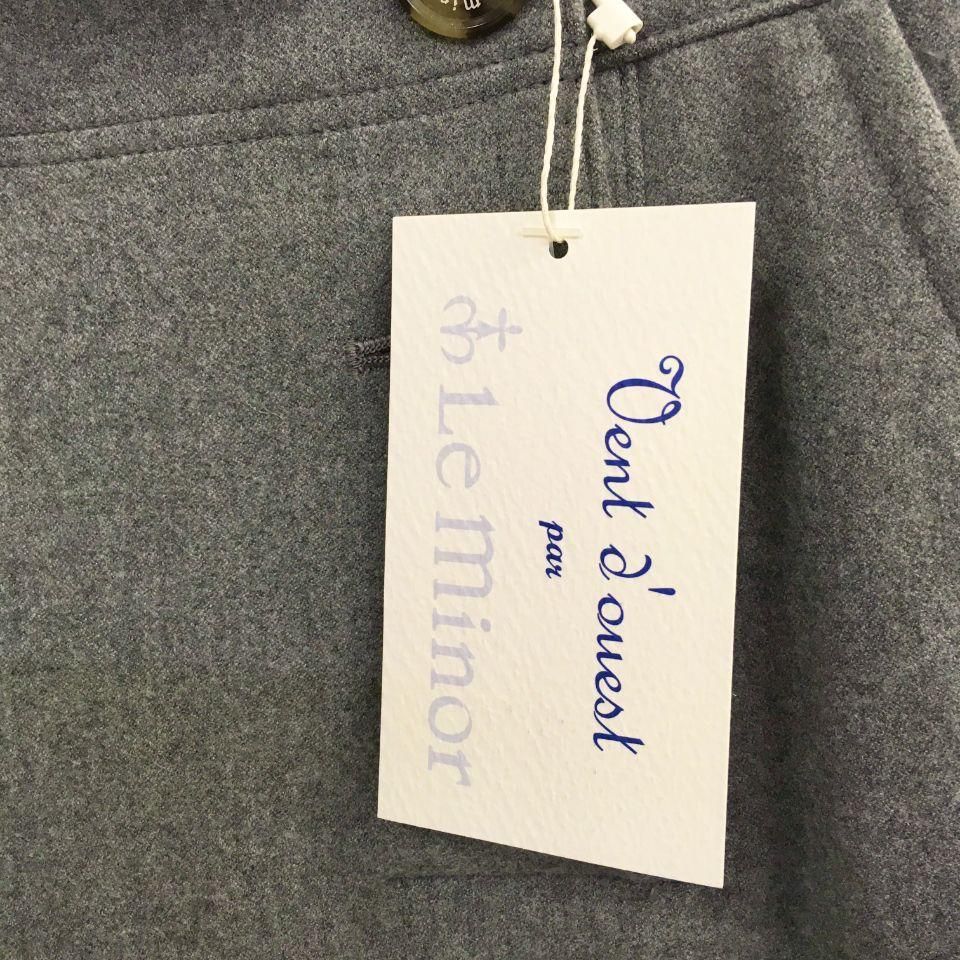 Vent d'ouest
par
Le Minor